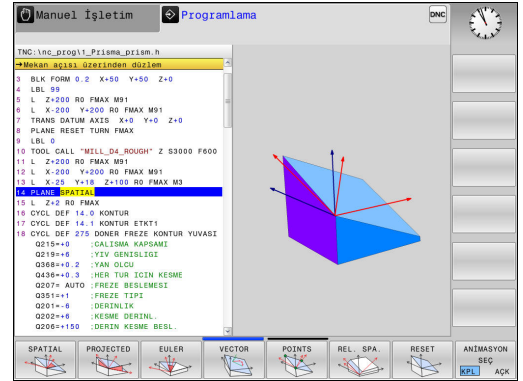 Manuel İşletim
Programlama
DNC
TNC:\nc_prog\1_Prisma_prism.h
→Mekan açısı üzerinden düzlem
3 BLK FORM 0.2 X+50 Y+50 Z+0
4 LBL 99
5 L Z+200 R0 FMAX M91
6 L X-200 Y+200 R0 FMAX M91
7 TRANS DATUM AXIS X+0 Y+0 Z+0
8 PLANE RESET TURN FMAX
9 LBL 0
10 TOOL CALL "MILL_D4_ROUGH" Z S3000 F600
11 L Z+200 R0 FMAX M91
12 L X-200 Y+200 R0 FMAX M91
13 L X-25 Y+18 Z+100 R0 FMAX M3
14 PLANE SPATIAL
15 L Z+2 R0 FMAX
16 CYCL DEF 14.0 KONTUR
17 CYCL DEF 14.1 KONTUR ETKT1
18 CYCL DEF 275 DONER FREZE KONTUR YUVASI
Q215=+0 ;CALISMA KAPSAMI
Q219=+6 ;YIV GENISLIGI
Q368=+0.2 ;YAN OLCU
Q436=+0.3 ;HER TUR ICIN KESME
Q207= AUTO ;FREZE BESLEMESI
Q351=+1 ;FREZE TIPI
Q201=-6 ;DERINLIK
Q202=+6 ;KESME DERINL.
Q206=+150 ;DERIN KESME BESL.
SPATIAL
PROJECTED
EULER
VECTOR
POINTS
REL. SPA.
RESET
ANİMASYON
SEÇ
KPL AÇK